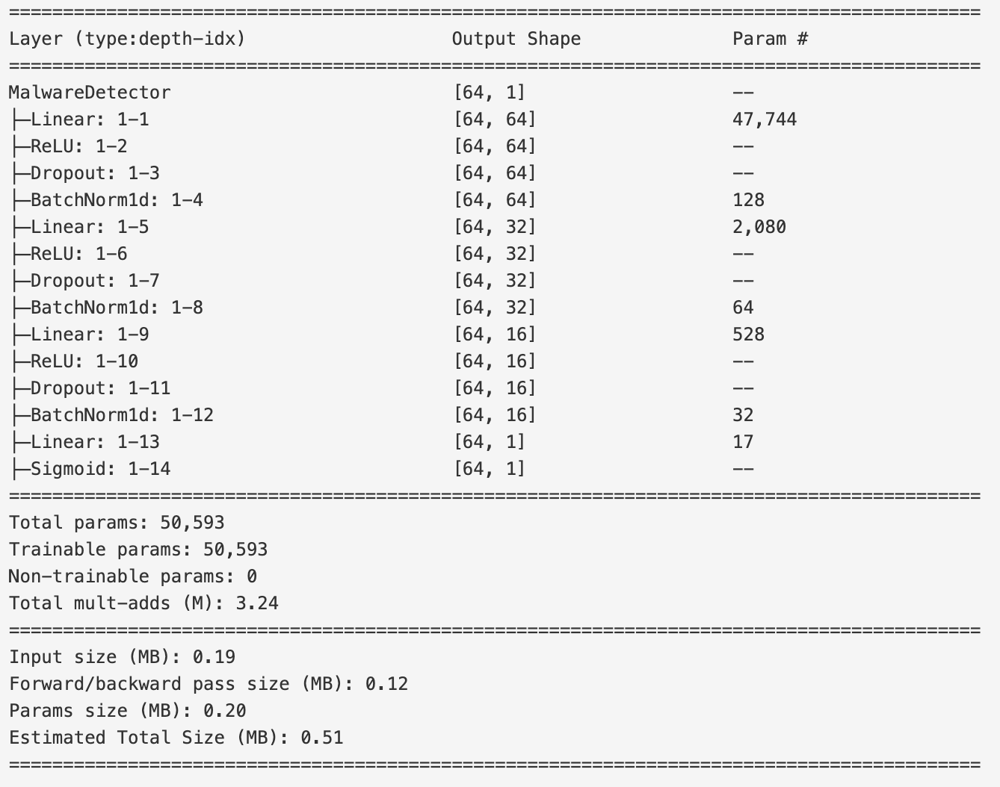 ==========================================================================================
Layer (type:depth-idx)                   Output Shape              Param #
==========================================================================================
MalwareDetector                          [64, 1]                   --
├─Linear: 1-1                            [64, 64]                  47,744
├─ReLU: 1-2                              [64, 64]                  --
├─Dropout: 1-3                           [64, 64]                  --
├─BatchNorm1d: 1-4                       [64, 64]                  128
├─Linear: 1-5                            [64, 32]                  2,080
├─ReLU: 1-6                              [64, 32]                  --
├─Dropout: 1-7                           [64, 32]                  --
├─BatchNorm1d: 1-8                       [64, 32]                  64
├─Linear: 1-9                            [64, 16]                  528
├─ReLU: 1-10                             [64, 16]                  --
├─Dropout: 1-11                          [64, 16]                  --
├─BatchNorm1d: 1-12                      [64, 16]                  32
├─Linear: 1-13                           [64, 1]                   17
├─Sigmoid: 1-14                          [64, 1]                   --
==========================================================================================
Total params: 50,593
Trainable params: 50,593
Non-trainable params: 0
Total mult-adds (M): 3.24
==========================================================================================
Input size (MB): 0.19
Forward/backward pass size (MB): 0.12
Params size (MB): 0.20
Estimated Total Size (MB): 0.51
==========================================================================================